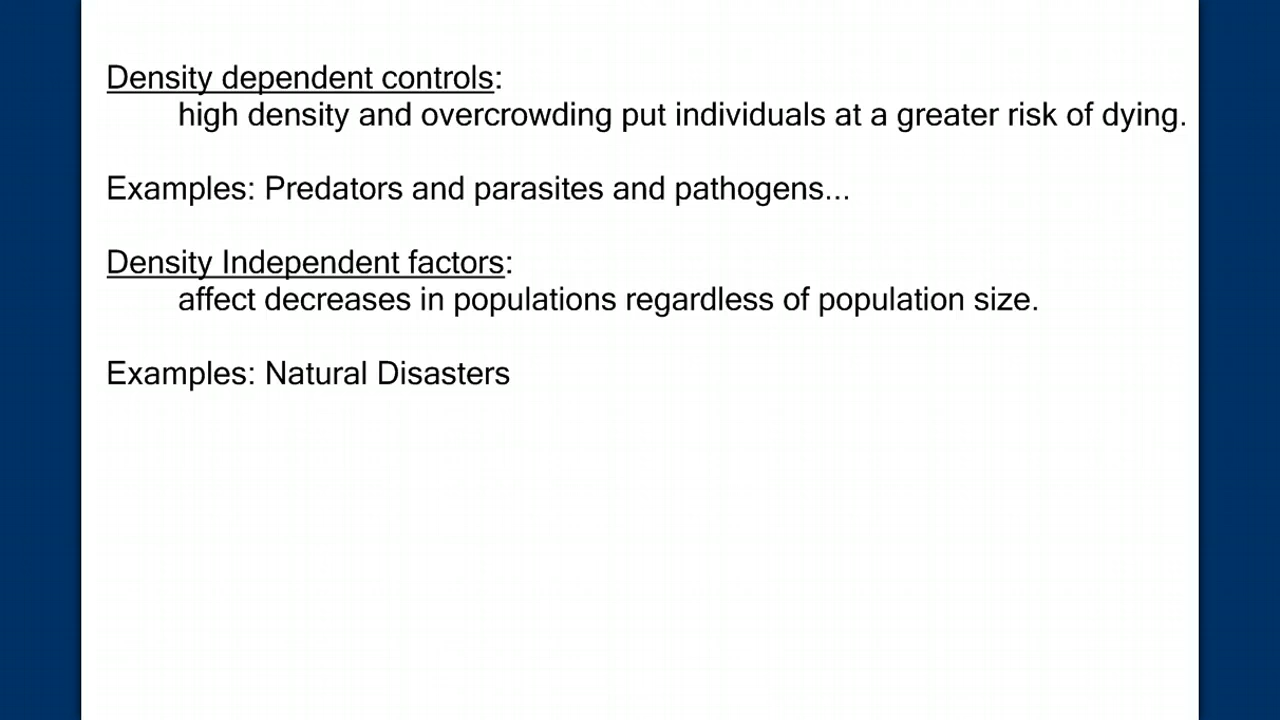 Density dependent controls:
high density and overcrowding put individuals at a greater risk of dying.
Examples: Predators and parasites and pathogens...
Density Independent factors:
affect decreases in populations regardless of population size.
Examples: Natural Disasters